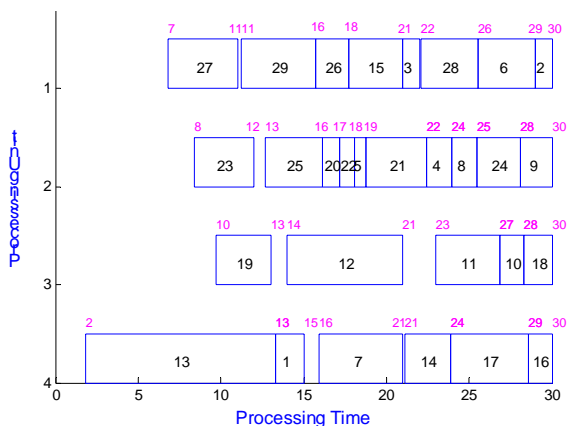 7 11 11 16 18 21 22 26 29 30
27 29 26 15 3 28 6 2
1
8 12 13 16 17 18 19 22 24 25 28 30
23 25 20 22 5 21 4 8 24 9
2
10 13 14 21 23 27 28 30
19 12 11 10 18
3
2 13 15 16 21 21 24 29 30
13 1 7 14 17 16
4
0 5 10 15 20 25 30
Processing Time
Processing Unit